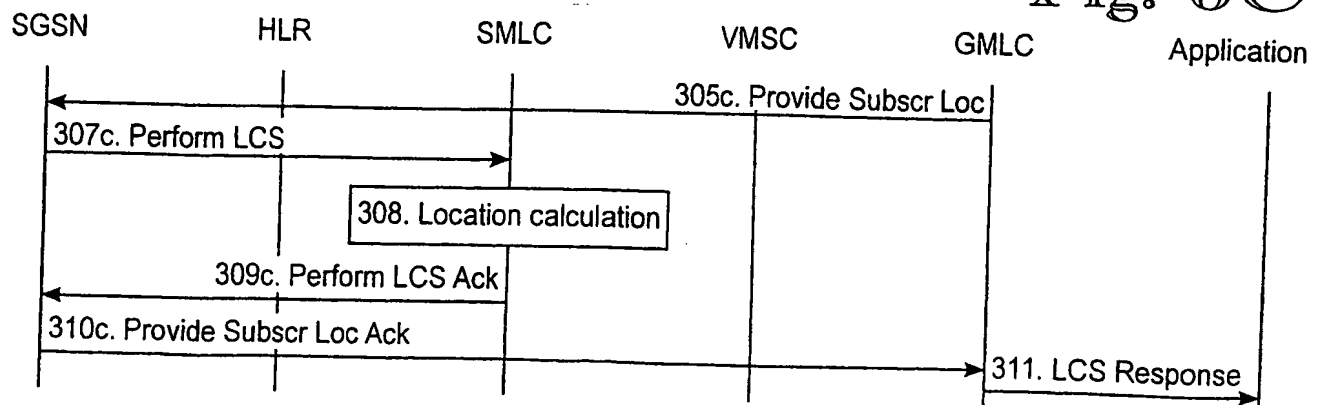 SGSN HLR SMLC VMSC GMLC Application
305c. Provide Subscr Loc
307c. Perform LCS
308. Location calculation
309c. Perform LCS Ack
310c. Provide Subscr Loc Ack
311. LCS Response